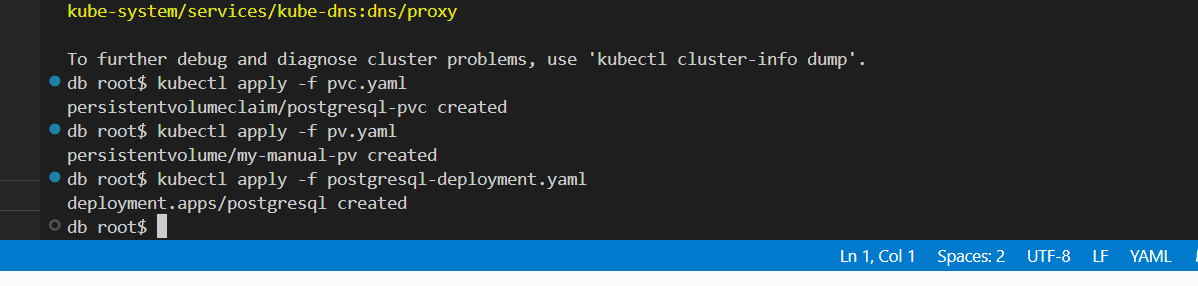 kube-system/services/kube-dns:dns/proxy
To further debug and diagnose cluster problems, use 'kubectl cluster-info dump'.
db root$ kubectl apply -f pvc.yaml
persistentvolumeclaim/postgresql-pvc created
db root$ kubectl apply -f pv.yaml
persistentvolume/my-manual-pv created
db root$ kubectl apply -f postgresql-deployment.yaml
deployment.apps/postgresql created
db root$
Ln 1, Col 1 Spaces: 2 UTF-8 LF YAML